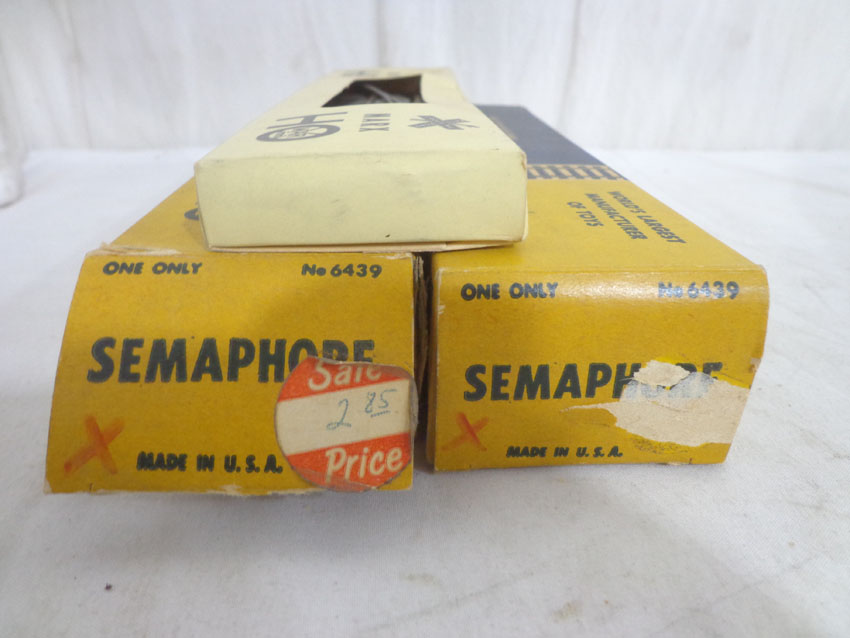 HO
MARX
WORLD'S LARGEST
MANUFACTURER
OF TOYS
ONE ONLY No 6439
SEMAPHORE
Sale
2 85
Price
X
MADE IN U.S.A.
ONE ONLY No 6439
SEMAPHORE
X
MADE IN U.S.A.